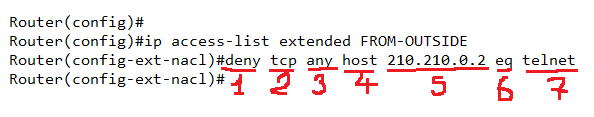 Router(config)#
Router(config)#ip access-list extended FROM-OUTSIDE
Router(config-ext-nacl)#deny tcp any host 210.210.0.2 eq telnet
Router(config-ext-nacl)#
1 2 3 4 5 6 7